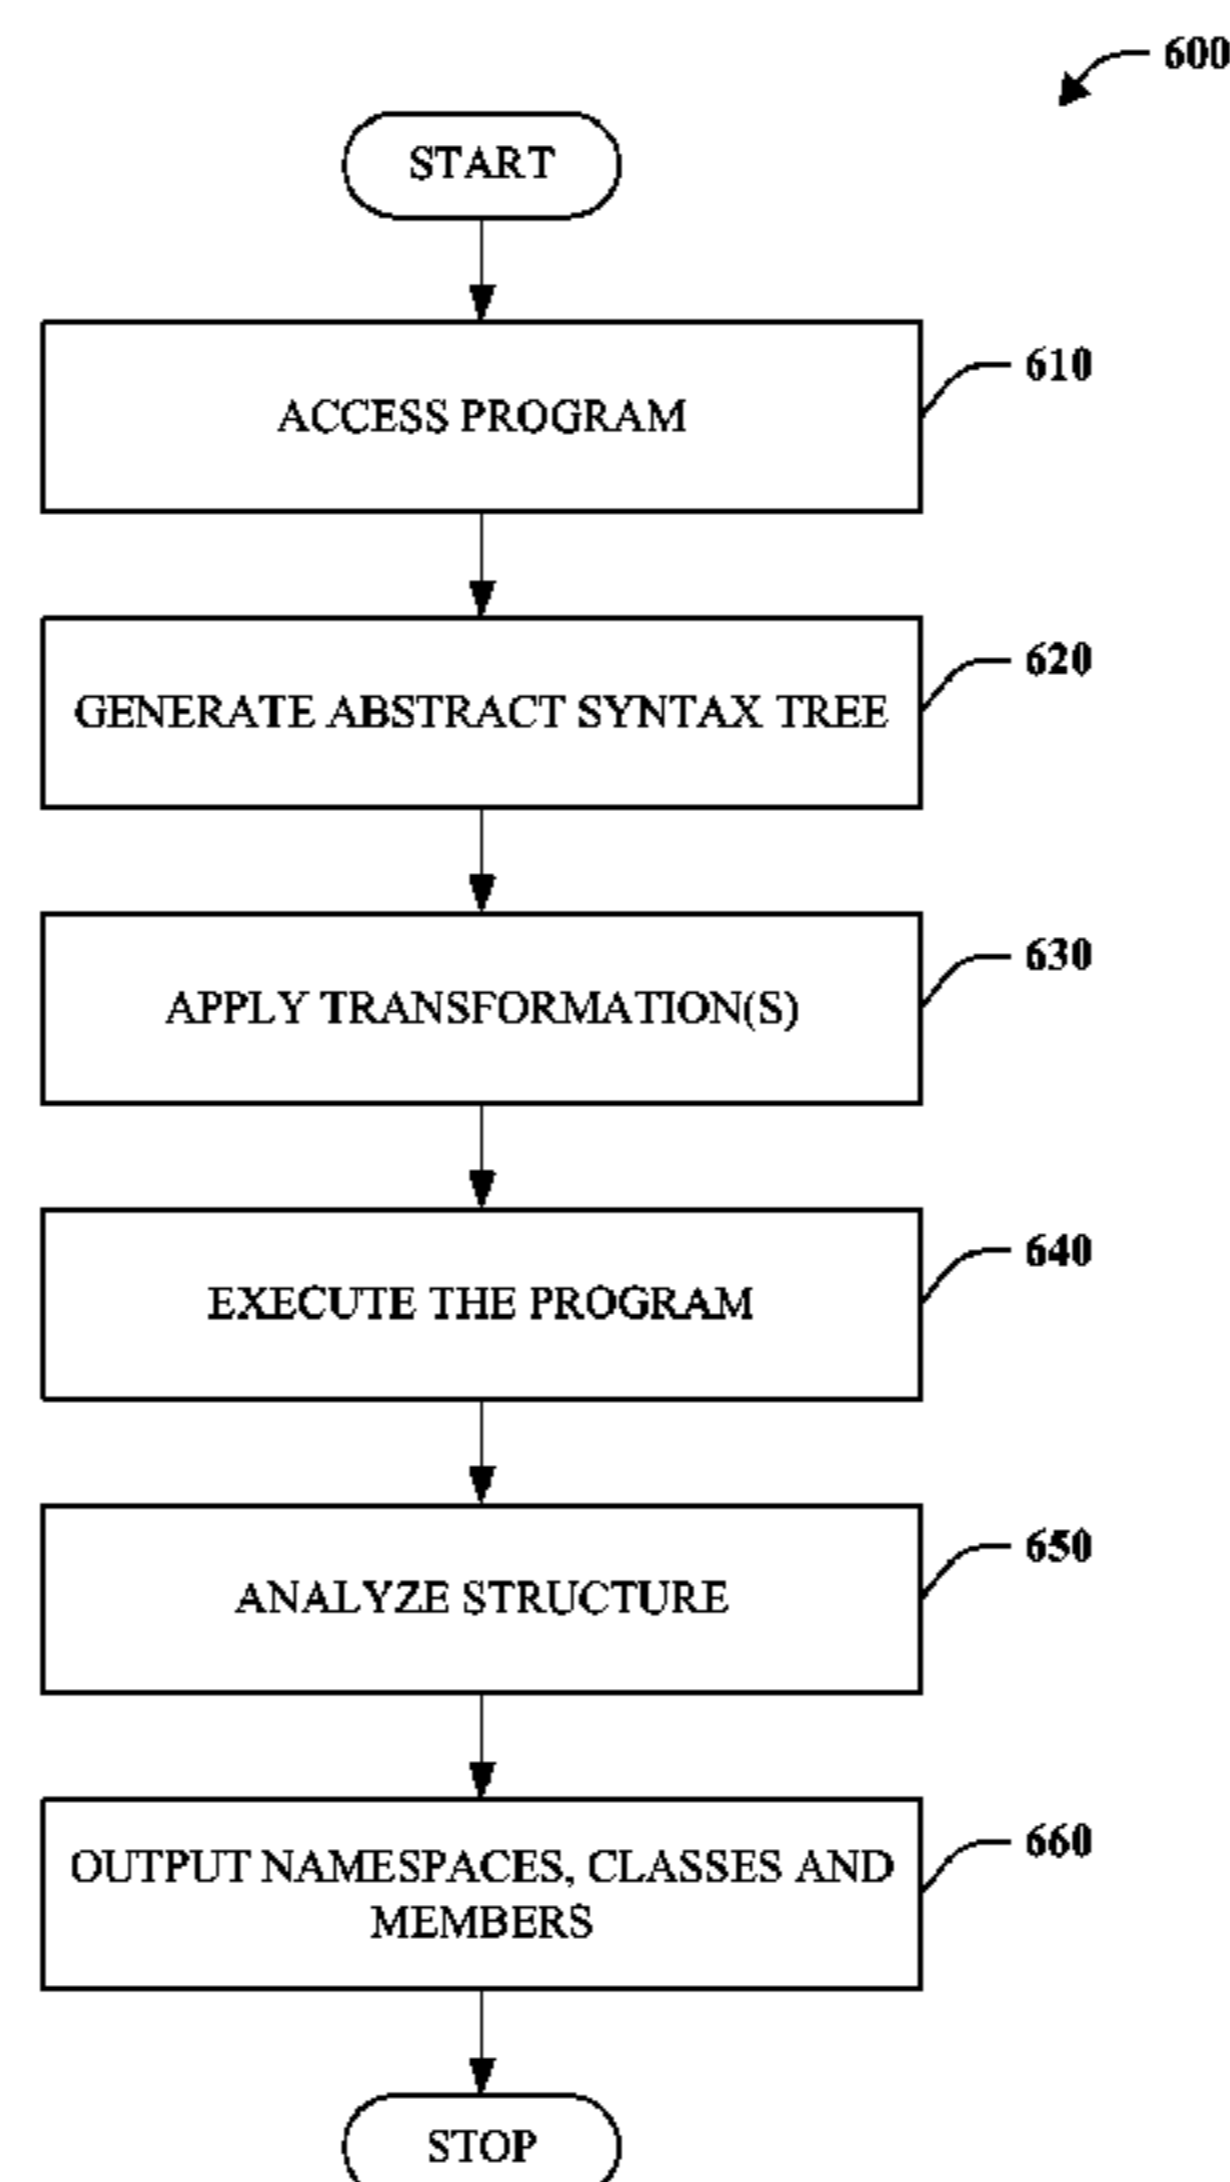 600
START
ACCESS PROGRAM
610
GENERATE ABSTRACT SYNTAX TREE
620
APPLY TRANSFORMATION(S)
630
EXECUTE THE PROGRAM
640
ANALYZE STRUCTURE
650
OUTPUT NAMESPACES, CLASSES AND
MEMBERS
660
STOP